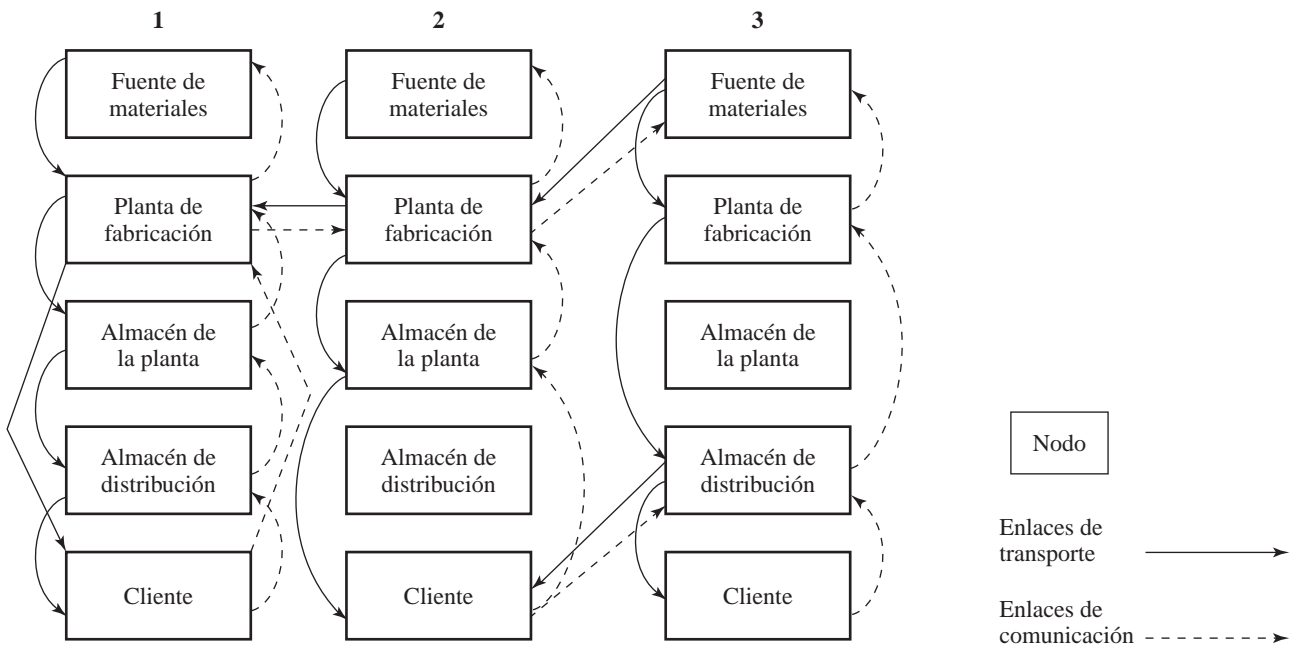 1
2
3
Fuente de
materiales
Fuente de
materiales
Fuente de
materiales
Planta de
fabricación
Planta de
fabricación
Planta de
fabricación
Almacén de
la planta
Almacén de
la planta
Almacén de
la planta
Almacén de
distribución
Almacén de
distribución
Almacén de
distribución
Cliente
Cliente
Cliente
Nodo
Enlaces de
transporte
Enlaces de
comunicación